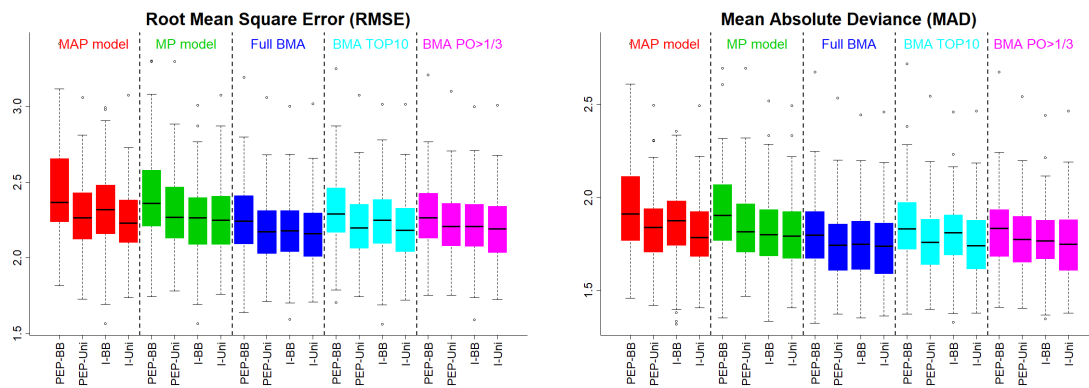 Root Mean Square Error (RMSE)
MAP model
MP model
Full BMA
BMA TOP10
BMA PO>1/3
3.0
2.5
2.0
1.5
PEP-BB
PEP-Uni
I-BB
I-Uni
PEP-BB
PEP-Uni
I-BB
I-Uni
PEP-BB
PEP-Uni
I-BB
I-Uni
PEP-BB
PEP-Uni
I-BB
I-Uni
PEP-BB
PEP-Uni
I-BB
I-Uni
Mean Absolute Deviance (MAD)
MAP model
MP model
Full BMA
BMA TOP10
BMA PO>1/3
2.5
2.0
1.5
PEP-BB
PEP-Uni
I-BB
I-Uni
PEP-BB
PEP-Uni
I-BB
I-Uni
PEP-BB
PEP-Uni
I-BB
I-Uni
PEP-BB
PEP-Uni
I-BB
I-Uni
PEP-BB
PEP-Uni
I-BB
I-Uni